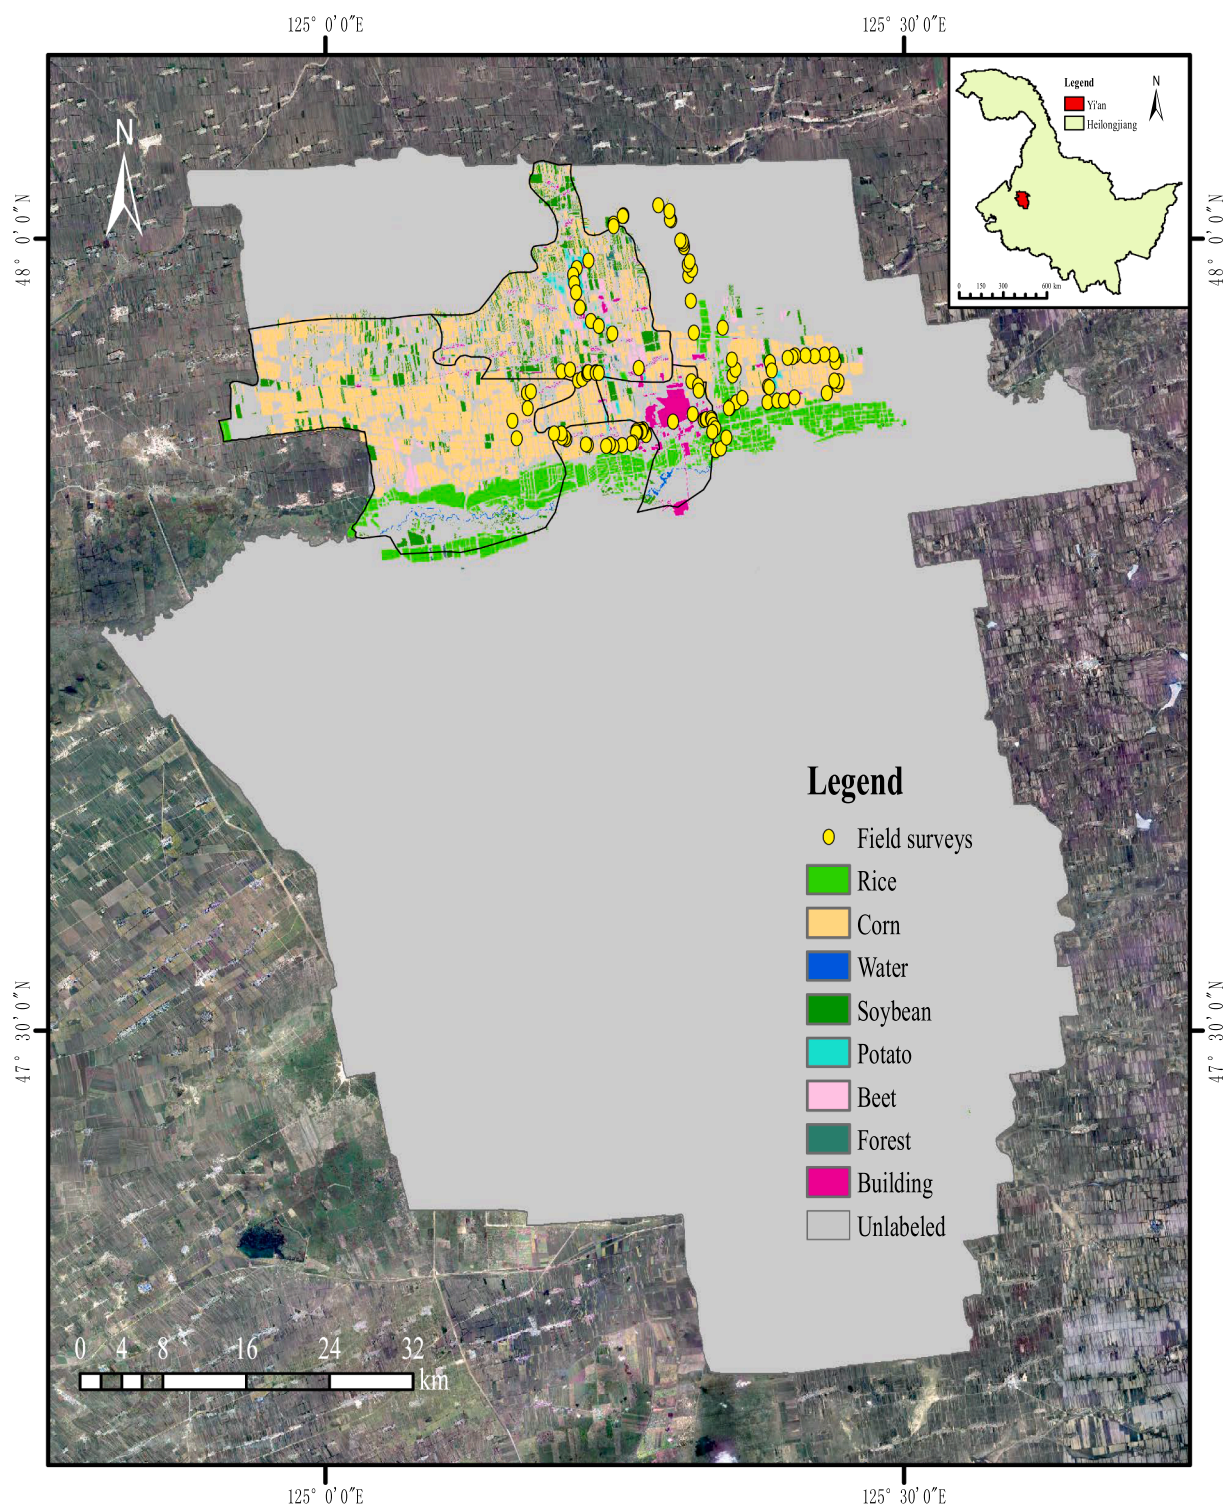 125° 0′0″E
125° 30′0″E
N
48° 0′0″N
48° 0′0″N
Legend
N
Yi'an
Heilongjiang
0 150 300 600 km
Legend
Field surveys
Rice
Corn
Water
Soybean
Potato
Beet
Forest
Building
Unlabeled
47° 30′0″N
47° 30′0″N
0 4 8 16 24 32
km
125° 0′0″E
125° 30′0″E